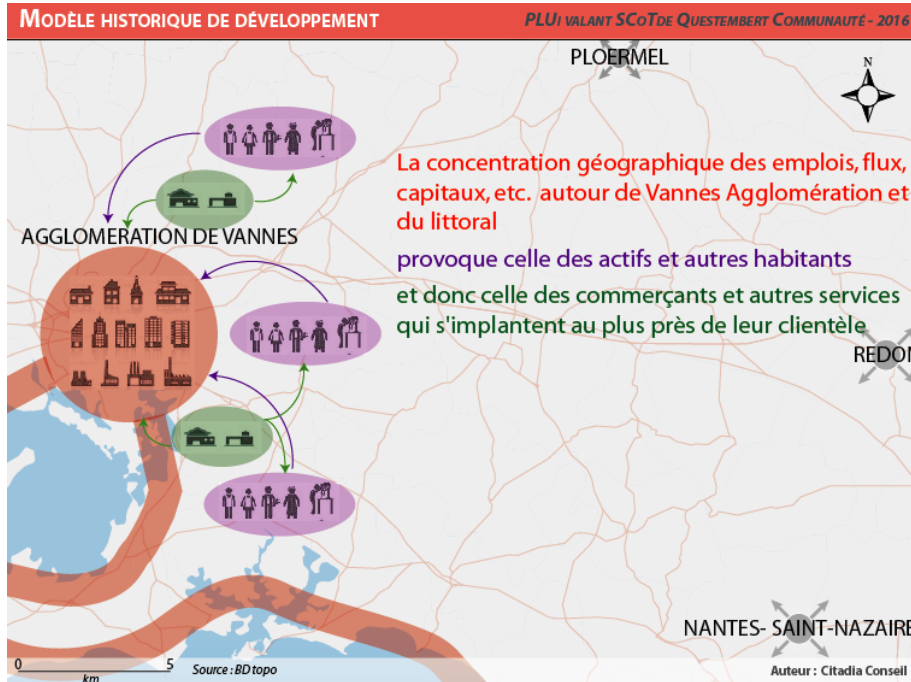 MODÈLE HISTORIQUE DE DÉVELOPPEMENT
PLUI VALANT SCOTDE QUESTEMBERT COMMUNAUTÉ - 2016
PLOERMEL
N
La concentration géographique des emplois, flux,
capitaux, etc. autour de Vannes Agglomération et
du littoral
AGGLOMERATION DE VANNES
provoque celle des actifs et autres habitants
et donc celle des commerçants et autres services
qui s'implantent au plus près de leur clientèle
REDON
NANTES- SAINT-NAZAIRE
0 5
km
Source : BD topo
Auteur : Citadia Conseil